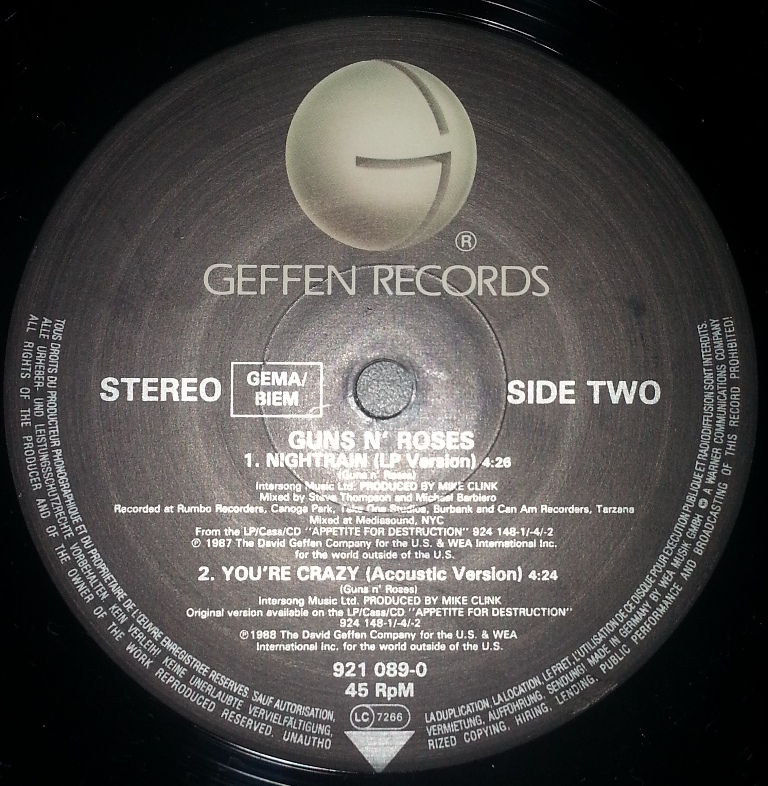 ®
GEFFEN RECORDS
STEREO
GEMA/
BIEM
SIDE TWO
GUNS N' ROSES
1. NIGHTRAIN (LP Version) 4:26
(Guns n' Roses)
Intersong Music Ltd. PRODUCED BY MIKE CLINK
Mixed by Steve Thompson and Michael Barbiero
Recorded at Rumbo Recorders, Canoga Park, Take One Studios, Burbank and Can Am Recorders, Tarzana
Mixed at Mediasound, NYC
From the LP/Cass/CD "APPETITE FOR DESTRUCTION" 924 148-1/-4/-2
℗ 1987 The David Geffen Company for the U.S. & WEA International Inc.
for the world outside of the U.S.
2. YOU'RE CRAZY (Acoustic Version) 4:24
(Guns n' Roses)
Intersong Music Ltd. PRODUCED BY MIKE CLINK
Original version available on the LP/Cass/CD "APPETITE FOR DESTRUCTION"
924 148-1/-4/-2
℗1988 The David Geffen Company for the U.S. & WEA
International Inc. for the world outside of the U.S.
921 089-0
45 RpM
LC 7266
TOUS DROITS DU PRODUCTEUR PHONOGRAPHIQUE ET DU PROPRIETAIRE DE L'ŒUVRE ENREGISTREE RESERVES. SAUF AUTORISATION,
LA DUPLICATION, LA LOCATION, LE PRET, L'UTILISATION DE CE DISQUE POUR EXECUTION PUBLIQUE ET RADIODIFFUSION SONT INTERDITS.
ALLE URHEBER- UND LEISTUNGSSCHUTZRECHTE VORBEHALTEN. KEIN VERLEIH! KEINE UNERLAUBTE VERVIELFÄLTIGUNG,
VERMIETUNG, AUFFÜHRUNG, SENDUNG! MADE IN GERMANY BY WEA MUSIK GMBH © A WARNER COMMUNICATIONS COMPANY
ALL RIGHTS OF THE PRODUCER AND OF THE OWNER OF THE WORK REPRODUCED RESERVED. UNAUTHO
RIZED COPYING, HIRING, LENDING, PUBLIC PERFORMANCE AND BROADCASTING OF THIS RECORD PROHIBITED!